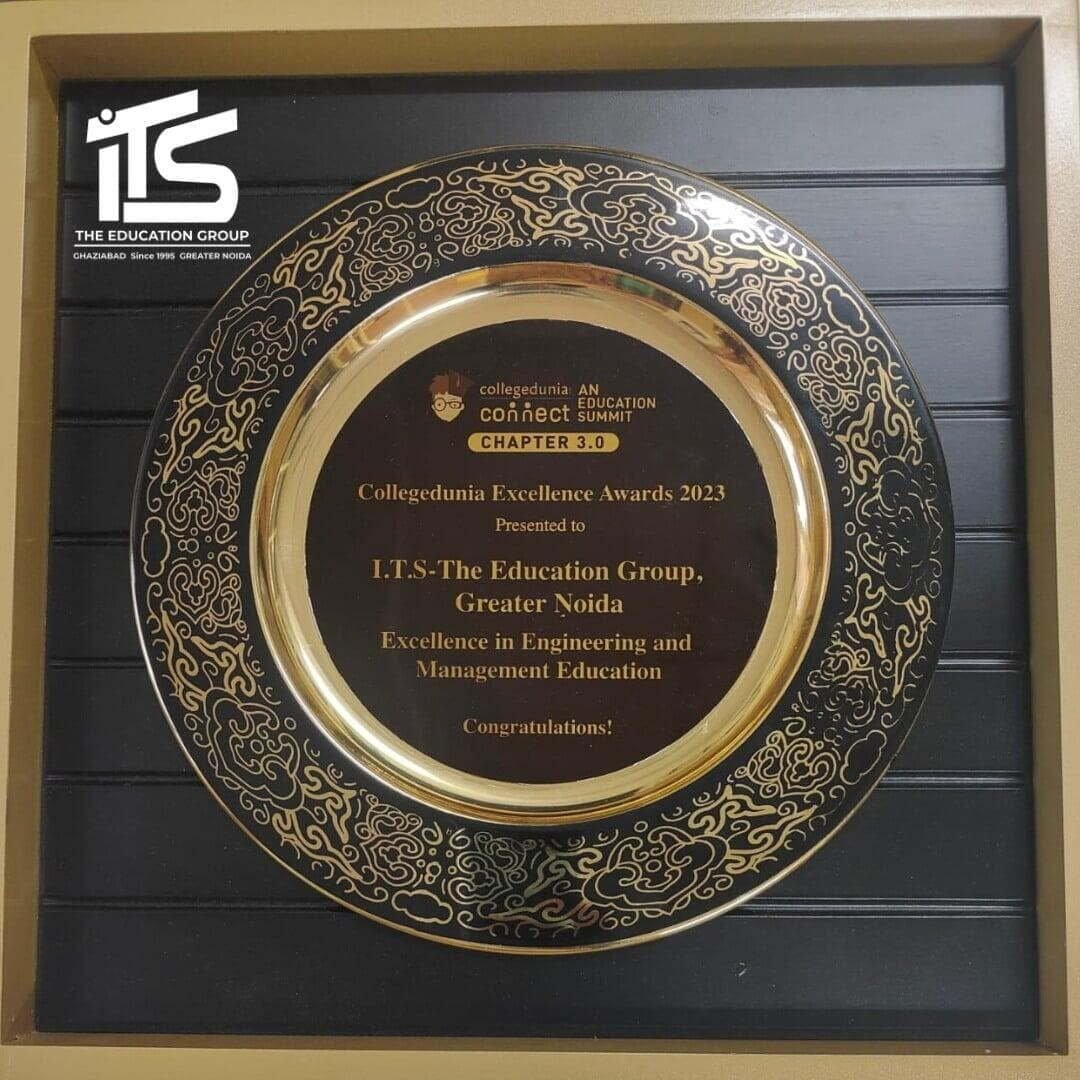 iTS
THE EDUCATION GROUP
GHAZIABAD Since 1995 GREATER NOIDA
collegedunia
connect
AN
EDUCATION
SUMMIT
CHAPTER 3.0
Collegedunia Excellence Awards 2023
Presented to
I.T.S-The Education Group,
Greater Noida
Excellence in Engineering and
Management Education
Congratulations!